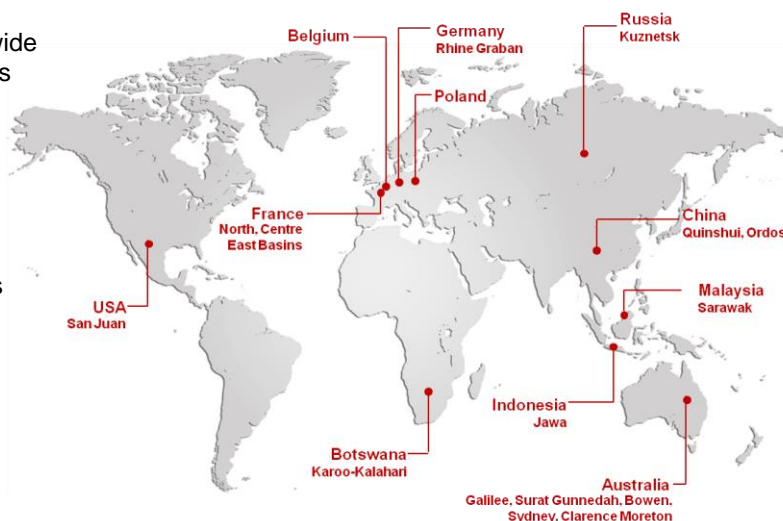 wide
s
s
Belgium
Germany
Rhine Graban
Russia
Kuznetsk
Poland
France
North, Centre
East Basins
China
Quinshui, Ordos
USA
San Juan
Malaysia
Sarawak
Indonesia
Jawa
Botswana
Karoo-Kalahari
Australia
Galilee, Surat Gunnedah, Bowen,
Sydney, Clarence Moreton